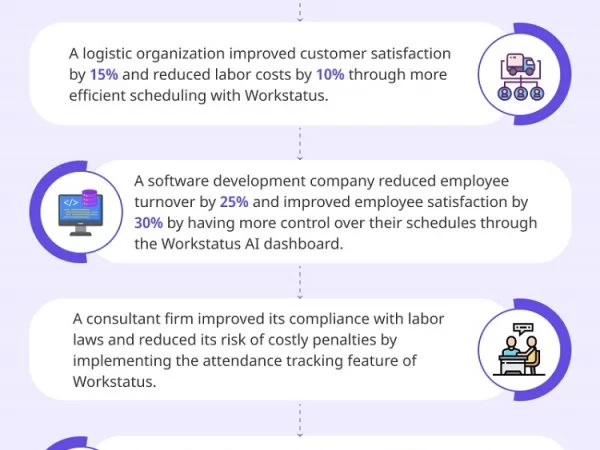 A logistic organization improved customer satisfaction
by 15% and reduced labor costs by 10% through more
efficient scheduling with Workstatus.
A software development company reduced employee
turnover by 25% and improved employee satisfaction by
30% by having more control over their schedules through
the Workstatus AI dashboard.
</>
A consultant firm improved its compliance with labor
laws and reduced its risk of costly penalties by
implementing the attendance tracking feature of
Workstatus.